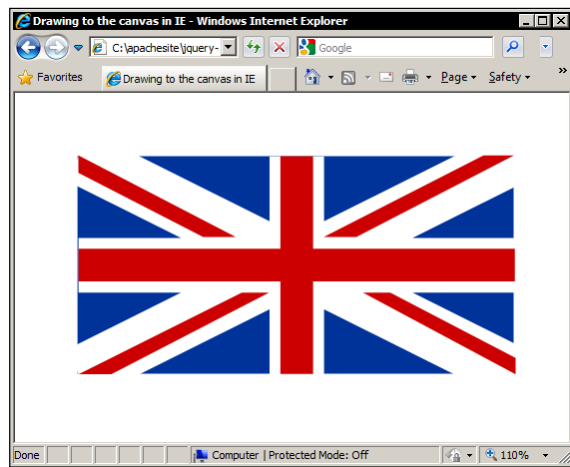 Drawing to the canvas in IE - Windows Internet Explorer
C:\apachesite\jquery- Google
Favorites Drawing to the canvas in IE Page Safety »
Done Computer | Protected Mode: Off 110%